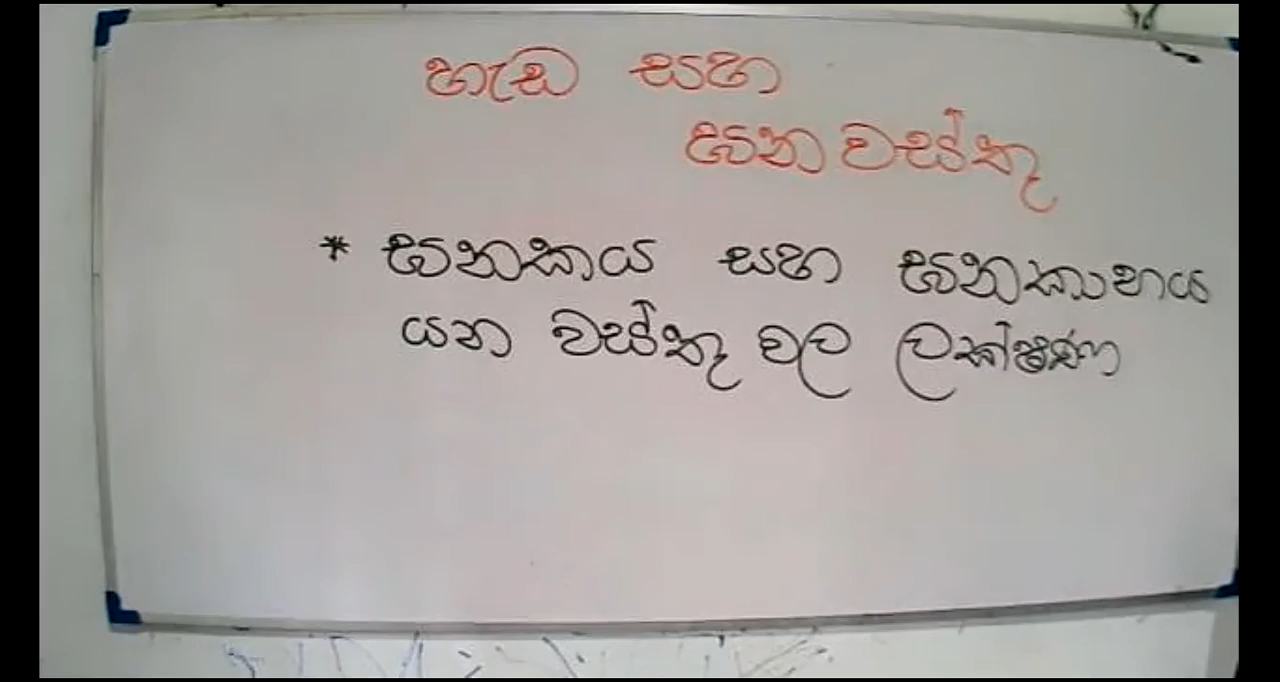 හැඩ සහ
ඝන වස්තූ
* ඝනකය සහ ඝනකාභය
යන වස්තූ වල ලක්ෂණ